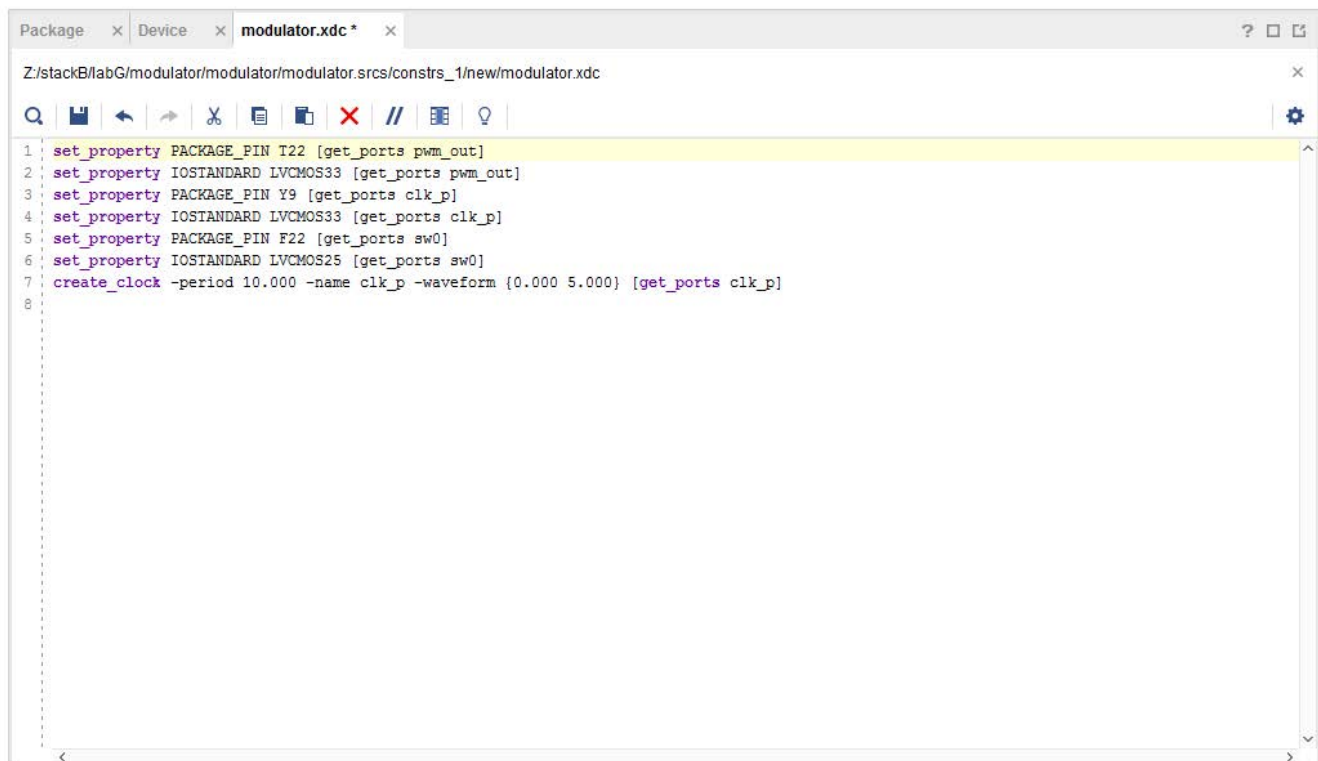 Package Device modulator.xdc *
Z:/stackB/labG/modulator/modulator/modulator.srcs/constrs_1/new/modulator.xdc
1 set_property PACKAGE_PIN T22 [get_ports pwm_out]
2 set_property IOSTANDARD LVCMOS33 [get_ports pwm_out]
3 set_property PACKAGE_PIN Y9 [get_ports clk_p]
4 set_property IOSTANDARD LVCMOS33 [get_ports clk_p]
5 set_property PACKAGE_PIN F22 [get_ports sw0]
6 set_property IOSTANDARD LVCMOS25 [get_ports sw0]
7 create_clock -period 10.000 -name clk_p -waveform {0.000 5.000} [get_ports clk_p]
8